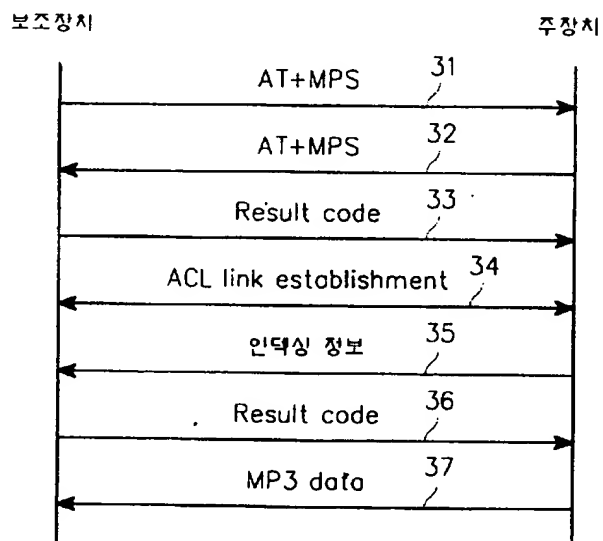 보조장치
주장치
AT+MPS 31
AT+MPS 32
Result code 33
ACL link establishment 34
인덱싱 정보 35
Result code 36
MP3 data 37